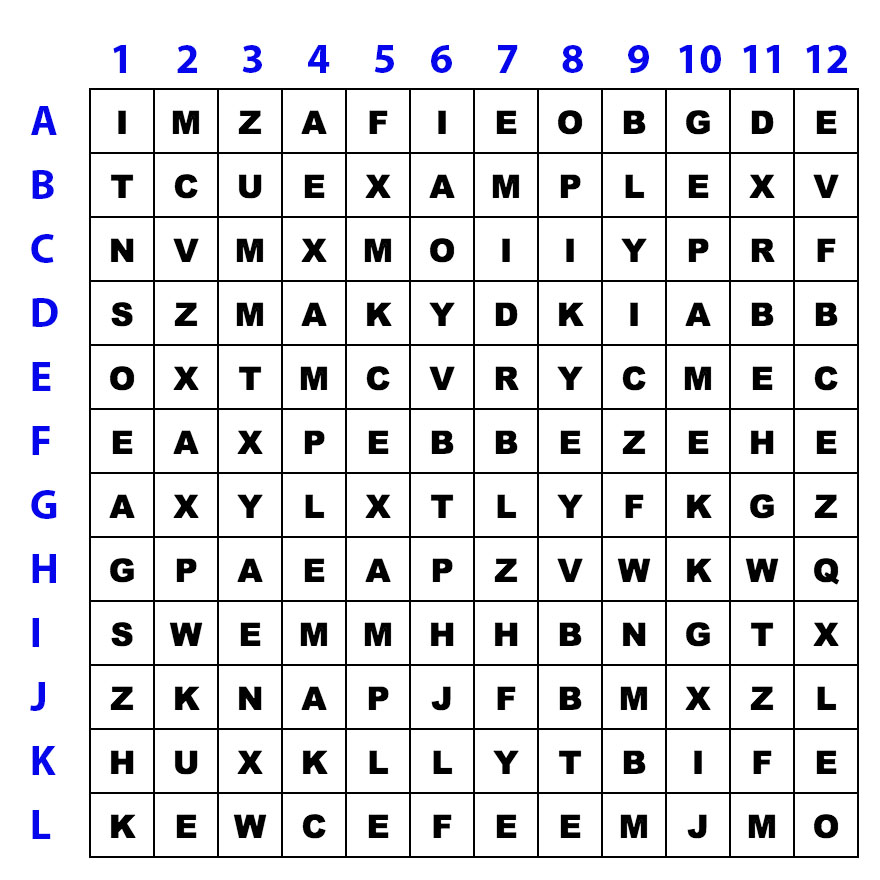 1 2 3 4 5 6 7 8 9 10 11 12
A I M Z A F I E O B G D E
B T C U E X A M P L E X V
C N V M X M O I I Y P R F
D S Z M A K Y D K I A B B
E O X T M C V R Y C M E C
F E A X P E B B E Z E H E
G A X Y L X T L Y F K G Z
H G P A E A P Z V W K W Q
I S W E M M H H B N G T X
J Z K N A P J F B M X Z L
K H U X K L L Y T B I F E
L K E W C E F E E M J M O